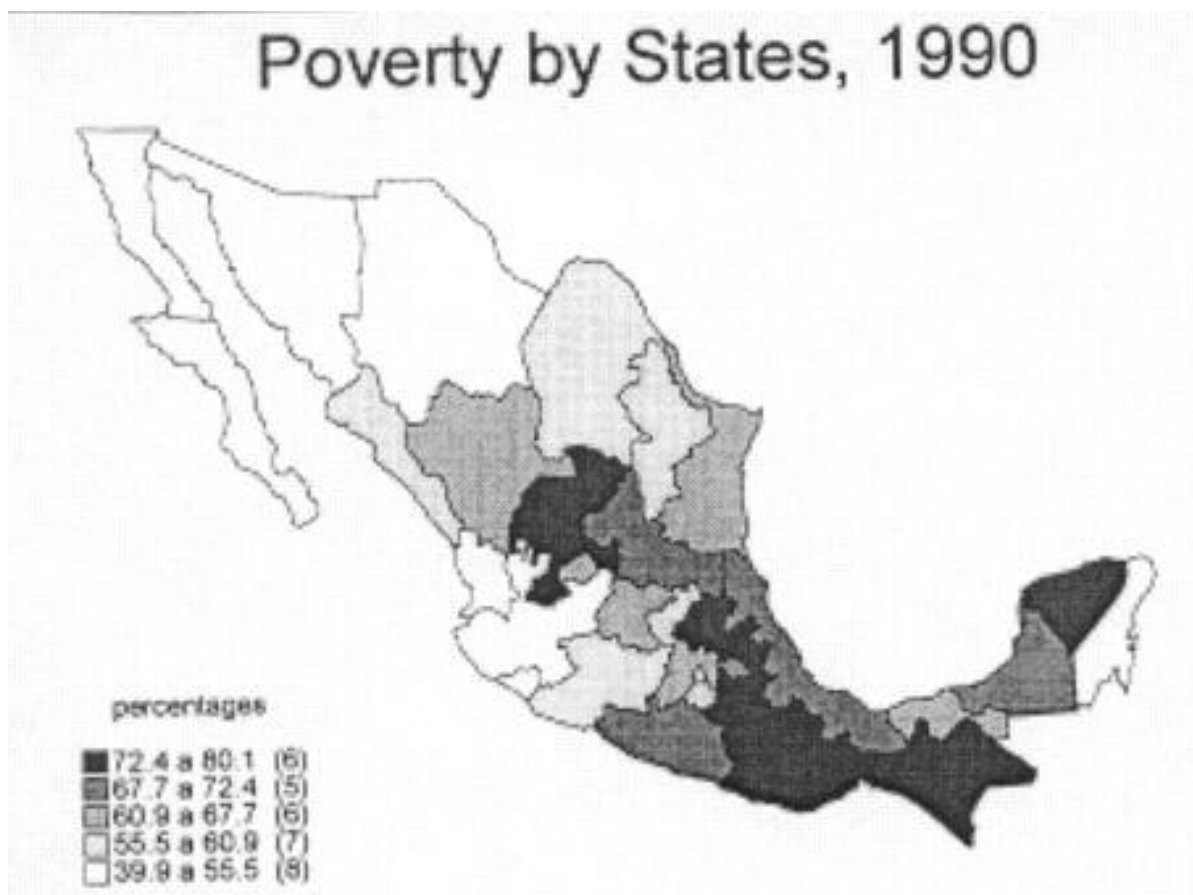 Poverty by States, 1990
percentages
72.4 a 80.1 (6)
67.7 a 72.4 (5)
60.9 a 67.7 (6)
55.5 a 60.9 (7)
39.9 a 55.5 (8)